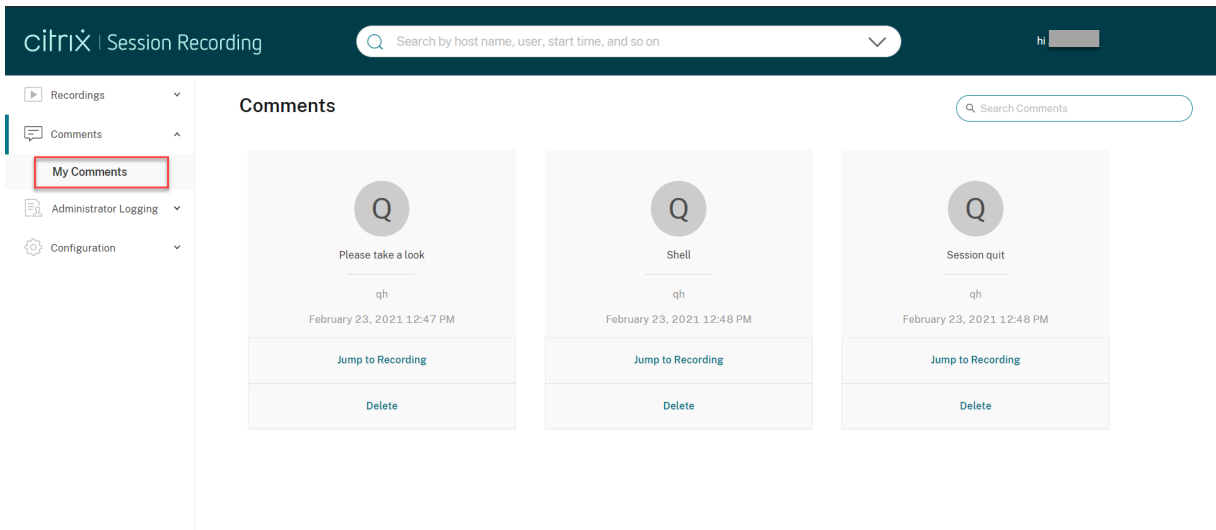 citrix | Session Recording
Search by host name, user, start time, and so on
hi
Recordings
Comments
My Comments
Administrator Logging
Configuration
Comments
Search Comments
Q
Please take a look
qh
February 23, 2021 12:47 PM
Jump to Recording
Delete
Q
Shell
qh
February 23, 2021 12:48 PM
Jump to Recording
Delete
Q
Session quit
qh
February 23, 2021 12:48 PM
Jump to Recording
Delete